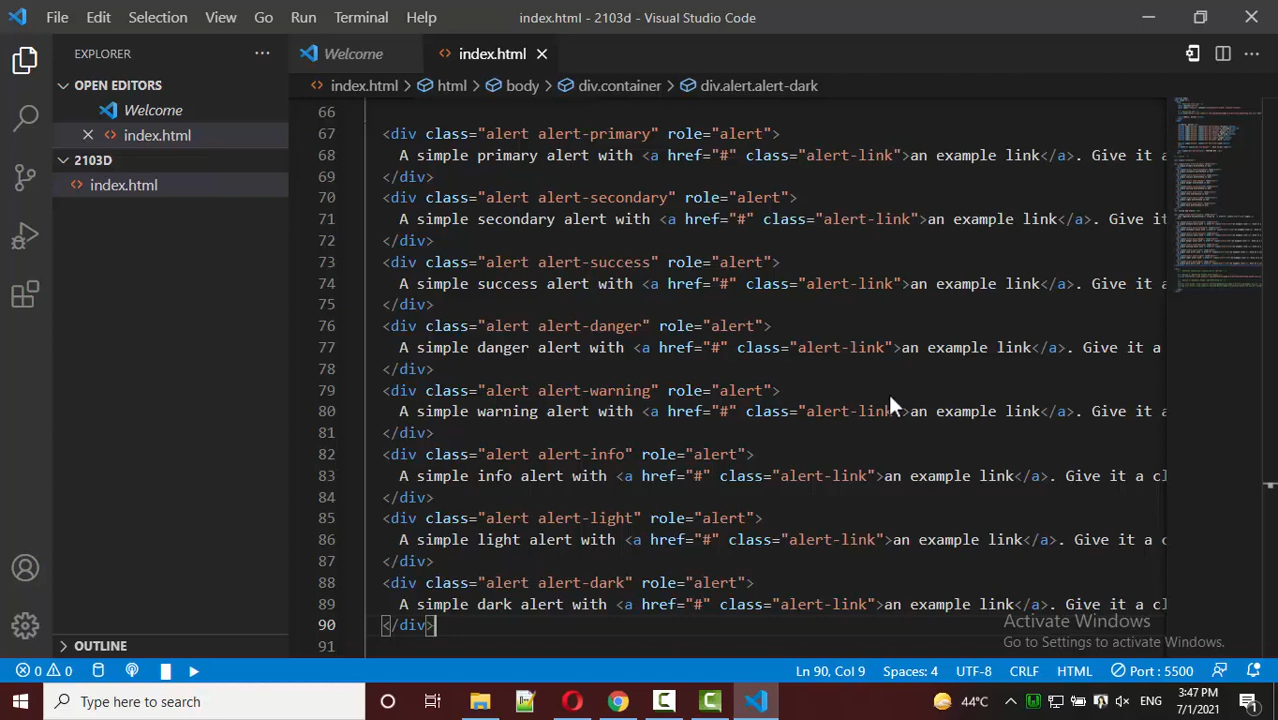 File Edit Selection View Go Run Terminal Help index.html - 2103d - Visual Studio Code
EXPLORER
Welcome index.html
OPEN EDITORS
index.html > html > body > div.container > div.alert.alert-dark
Welcome
index.html
2103D
index.html
66
67 <div class="alert alert-primary" role="alert">
68 A simple primary alert with <a href="#" class="alert-link">an example link</a>. Give it a
69 </div>
70 <div class="alert alert-secondary" role="alert">
71 A simple secondary alert with <a href="#" class="alert-link">an example link</a>. Give it
72 </div>
73 <div class="alert alert-success" role="alert">
74 A simple success alert with <a href="#" class="alert-link">an example link</a>. Give it a
75 </div>
76 <div class="alert alert-danger" role="alert">
77 A simple danger alert with <a href="#" class="alert-link">an example link</a>. Give it a
78 </div>
79 <div class="alert alert-warning" role="alert">
80 A simple warning alert with <a href="#" class="alert-link">an example link</a>. Give it a
81 </div>
82 <div class="alert alert-info" role="alert">
83 A simple info alert with <a href="#" class="alert-link">an example link</a>. Give it a cl
84 </div>
85 <div class="alert alert-light" role="alert">
86 A simple light alert with <a href="#" class="alert-link">an example link</a>. Give it a c
87 </div>
88 <div class="alert alert-dark" role="alert">
89 A simple dark alert with <a href="#" class="alert-link">an example link</a>. Give it a cl
90 </div>
91
OUTLINE
Activate Windows
Go to Settings to activate Windows.
0 0 Ln 90, Col 9 Spaces: 4 UTF-8 CRLF HTML Port : 5500
Type here to search
44°C ENG
3:47 PM
7/1/2021
1